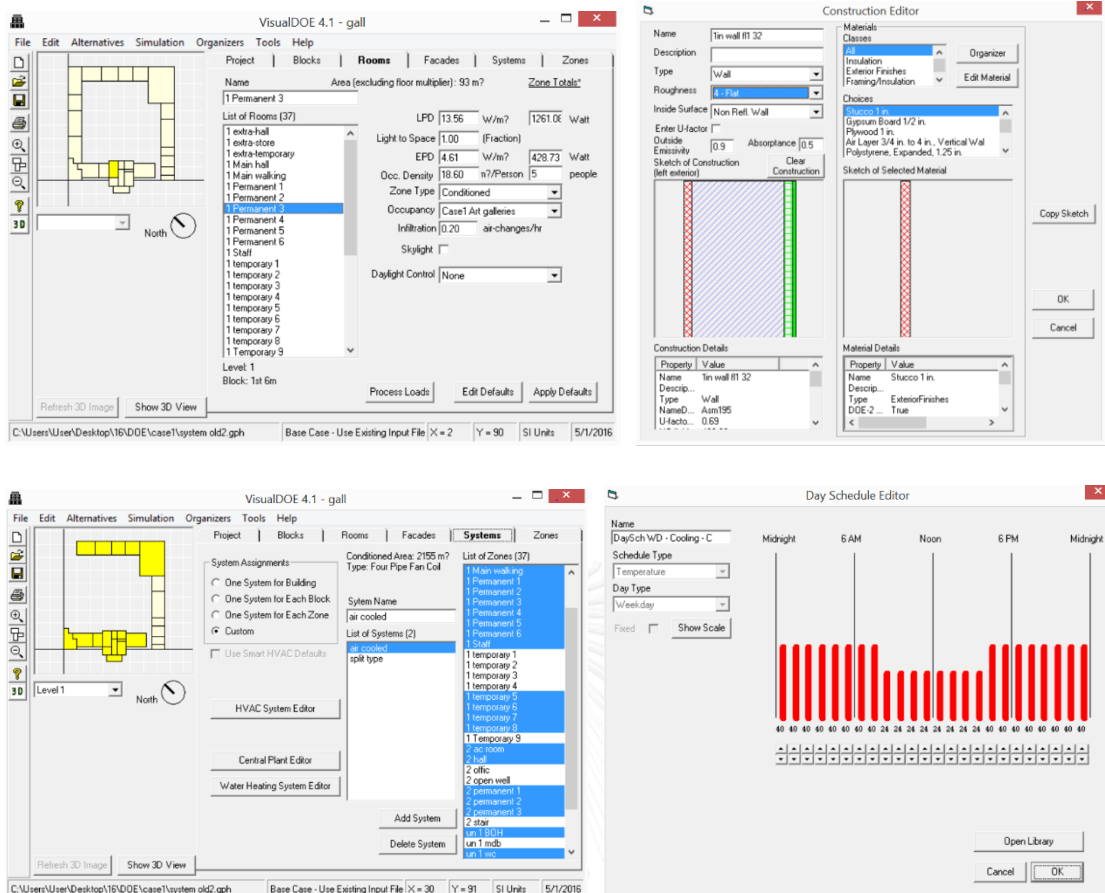 VisualDOE 4.1 - gall
File Edit Alternatives Simulation Organizers Tools Help
Project Blocks Rooms Facades Systems Zones
Name Area (excluding floor multiplier): 93 m? Zone Totals*
1 Permanent 3
List of Rooms (37)
1 extra-hall
1 extra-store
1 extra-temporary
1 Main hall
1 Main walking
1 Permanent 1
1 Permanent 2
1 Permanent 3
1 Permanent 4
1 Permanent 5
1 Permanent 6
1 Staff
1 temporary 1
1 temporary 2
1 temporary 3
1 temporary 4
1 temporary 5
1 temporary 6
1 temporary 7
1 temporary 8
1 Temporary 9
LPD 13.56 W/m? 1261.08 Watt
Light to Space 1.00 (Fraction)
EPD 4.61 W/m? 428.73 Watt
Occ. Density 18.60 n?/Person 5 people
Zone Type Conditioned
Occupancy Case1 Art galleries
Infiltration 0.20 air-changes/hr
Skylight
Daylight Control None
North
3D
Level: 1
Block: 1st 6m
Process Loads Edit Defaults Apply Defaults
Refresh 3D Image Show 3D View
C:\Users\User\Desktop\16\DOE\case1\system old2.gph Base Case - Use Existing Input File X = 2 Y = 90 SI Units 5/1/2016
Construction Editor
Name 1in wall fl1 32
Description
Type Wall
Roughness 4 - Flat
Inside Surface Non Refl. Wall
Enter U-factor
Outside Emissivity 0.9 Absorptance 0.5
Sketch of Construction (left exterior)
Clear Construction
Materials
Classes
All
Insulation
Exterior Finishes
Framing/Insulation
Organizer
Edit Material
Choices
Stucco 1 in.
Gypsum Board 1/2 in.
Plywood 1 in.
Air Layer 3/4 in. to 4 in., Vertical Wal
Polystyrene, Expanded, 1.25 in.
Sketch of Selected Material
Copy Sketch
OK
Cancel
Construction Details
Property Value
Name 1in wall fl1 32
Descrip...
Type Wall
NameD... Asm195
U-facto... 0.69
Material Details
Property Value
Name Stucco 1 in.
Descrip...
Type ExteriorFinishes
DOE-2 ... True
VisualDOE 4.1 - gall
File Edit Alternatives Simulation Organizers Tools Help
Project Blocks Rooms Facades Systems Zones
System Assignments
One System for Building
One System for Each Block
One System for Each Zone
Custom
Use Smart HVAC Defaults
HVAC System Editor
Central Plant Editor
Water Heating System Editor
Conditioned Area: 2155 m?
Type: Four Pipe Fan Coil
Sytem Name
air cooled
List of Systems (2)
air cooled
split type
Add System
Delete System
List of Zones (37)
1 Main walking
1 Permanent 1
1 Permanent 2
1 Permanent 3
1 Permanent 4
1 Permanent 5
1 Permanent 6
1 Staff
1 temporary 1
1 temporary 2
1 temporary 3
1 temporary 4
1 temporary 5
1 temporary 6
1 temporary 7
1 temporary 8
1 Temporary 9
2 ac room
2 hall
2 offic
2 open well
2 permanent 1
2 permanent 2
2 permanent 3
2 stair
un 1 BOH
un 1 mdb
un 1 wc
3D
Level 1
North
Refresh 3D Image Show 3D View
C:\Users\User\Desktop\16\DOE\case1\system old2.gph Base Case - Use Existing Input File X = 30 Y = 91 SI Units 5/1/2016
Day Schedule Editor
Name
DaySch WD - Cooling - C
Schedule Type
Temperature
Day Type
Weekday
Fixed Show Scale
Midnight 6 AM Noon 6 PM Midnight
40 40 40 40 40 40 40 40 24 24 24 24 24 24 24 24 40 40 40 40 40 40 40 40
Open Library
Cancel OK